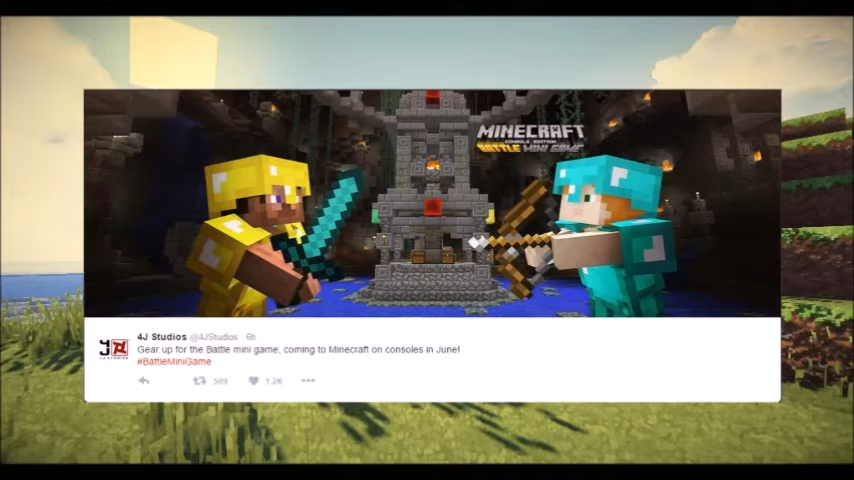 MINECRAFT
CONSOLE EDITION
BATTLE MINI GAME
4J Studios @4JStudios 6h
Gear up for the Battle mini game, coming to Minecraft on consoles in June!
#BattleMiniGame
569 1.2K